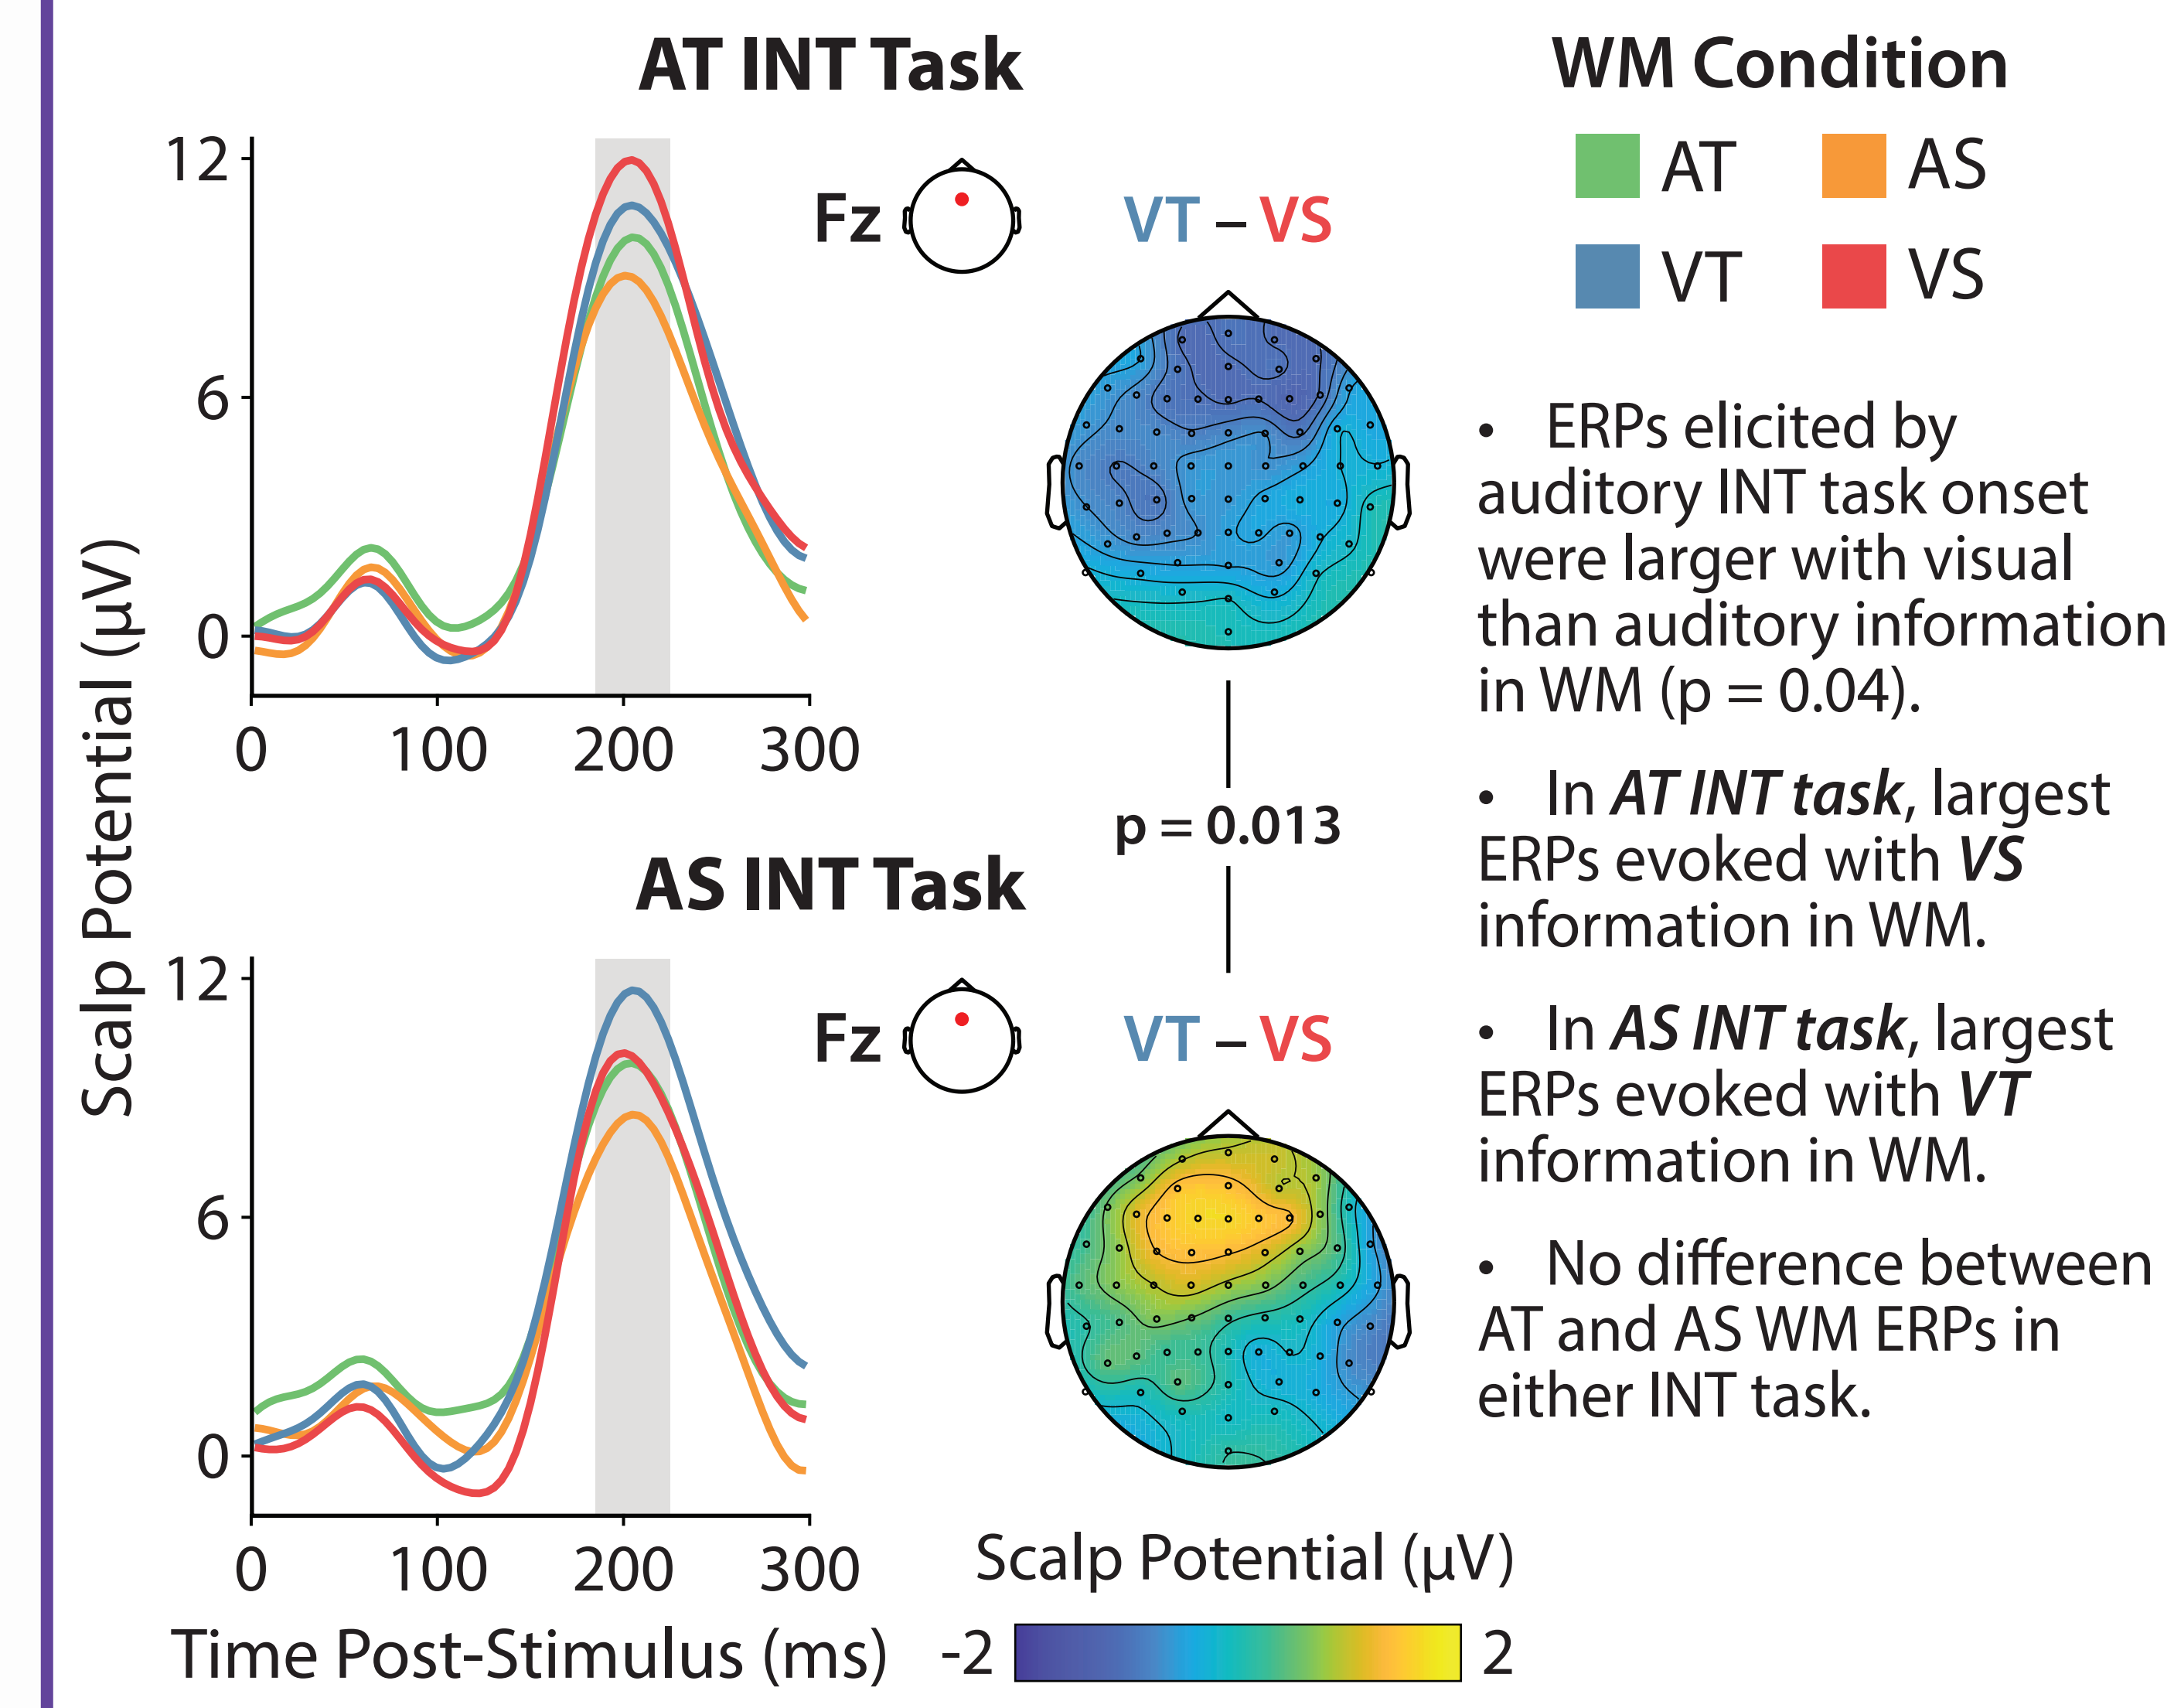 AT INT Task
12
6
0
0 100 200 300
Fz
VT – VS
p = 0.013
AS INT Task
12
6
0
0 100 200 300
Fz
VT – VS
Scalp Potential (µV)
Time Post-Stimulus (ms)
Scalp Potential (µV)
-2 2
WM Condition
AT AS
VT VS
• ERPs elicited by
auditory INT task onset
were larger with visual
than auditory information
in WM (p = 0.04).
• In AT INT task, largest
ERPs evoked with VS
information in WM.
• In AS INT task, largest
ERPs evoked with VT
information in WM.
• No difference between
AT and AS WM ERPs in
either INT task.